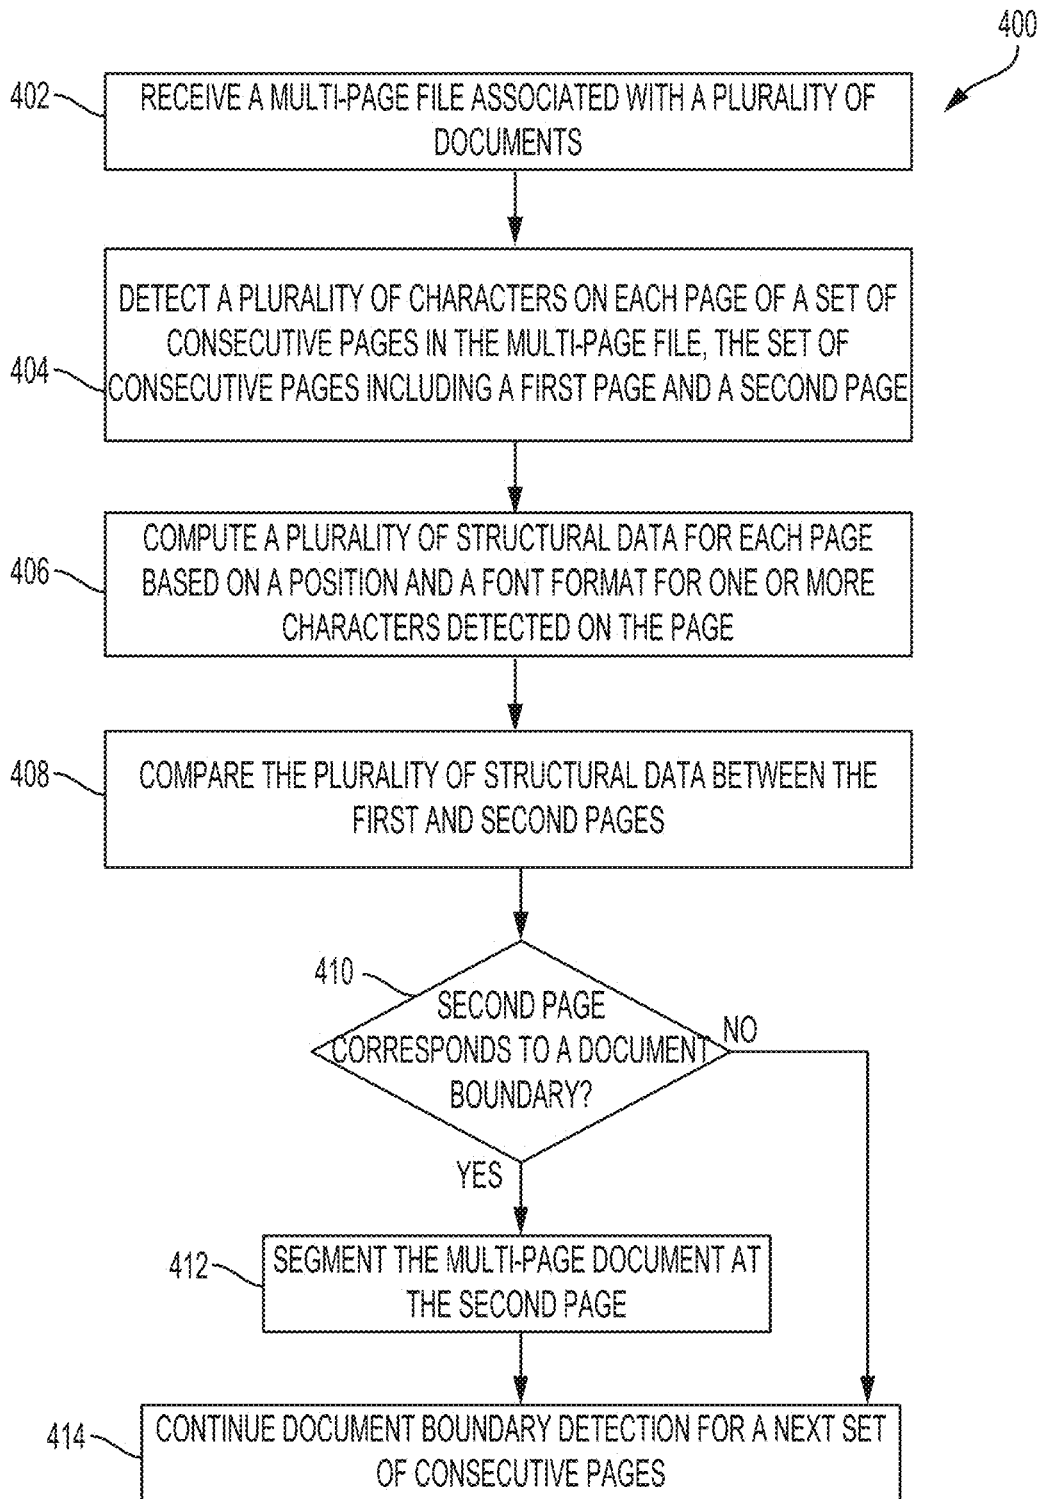 400
402
RECEIVE A MULTI-PAGE FILE ASSOCIATED WITH A PLURALITY OF
DOCUMENTS
404
DETECT A PLURALITY OF CHARACTERS ON EACH PAGE OF A SET OF
CONSECUTIVE PAGES IN THE MULTI-PAGE FILE, THE SET OF
CONSECUTIVE PAGES INCLUDING A FIRST PAGE AND A SECOND PAGE
406
COMPUTE A PLURALITY OF STRUCTURAL DATA FOR EACH PAGE
BASED ON A POSITION AND A FONT FORMAT FOR ONE OR MORE
CHARACTERS DETECTED ON THE PAGE
408
COMPARE THE PLURALITY OF STRUCTURAL DATA BETWEEN THE
FIRST AND SECOND PAGES
410
SECOND PAGE
CORRESPONDS TO A DOCUMENT
BOUNDARY?
NO
YES
412
SEGMENT THE MULTI-PAGE DOCUMENT AT
THE SECOND PAGE
414
CONTINUE DOCUMENT BOUNDARY DETECTION FOR A NEXT SET
OF CONSECUTIVE PAGES